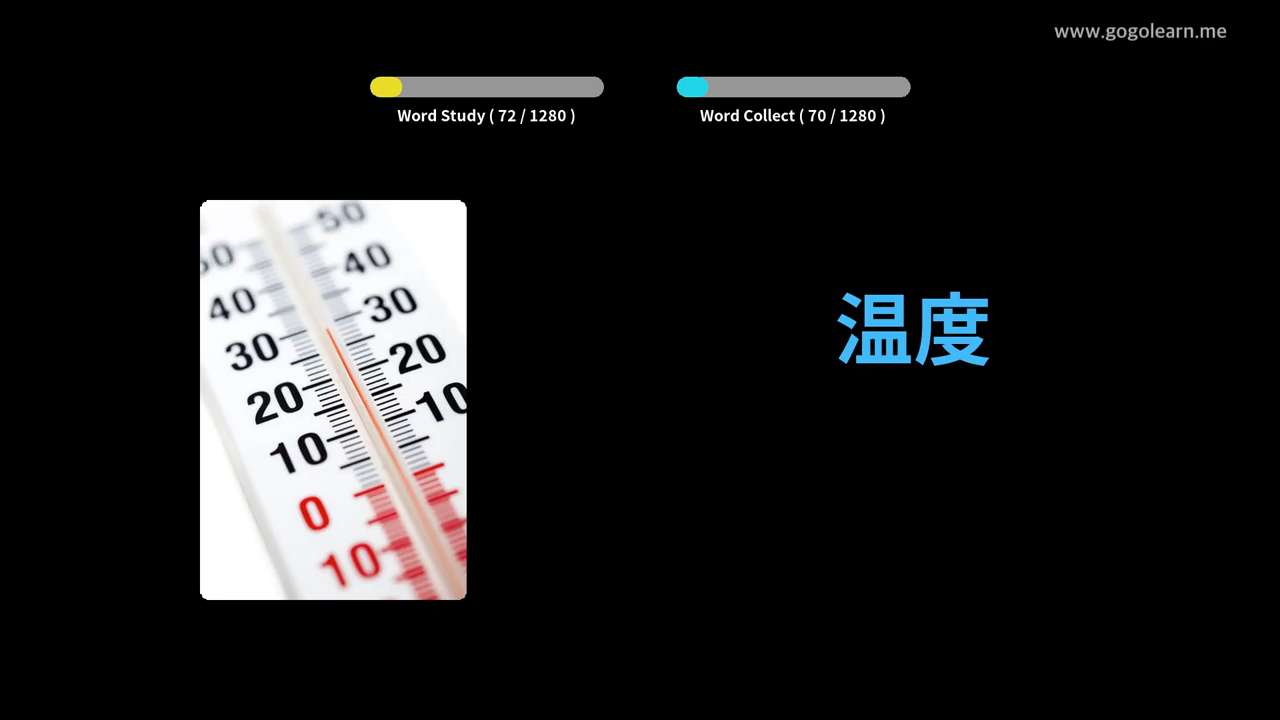 www.gogolearn.me
Word Study ( 72 / 1280 )
Word Collect ( 70 / 1280 )
温度
50
40
40
30
30
20
20
10
10
0
10